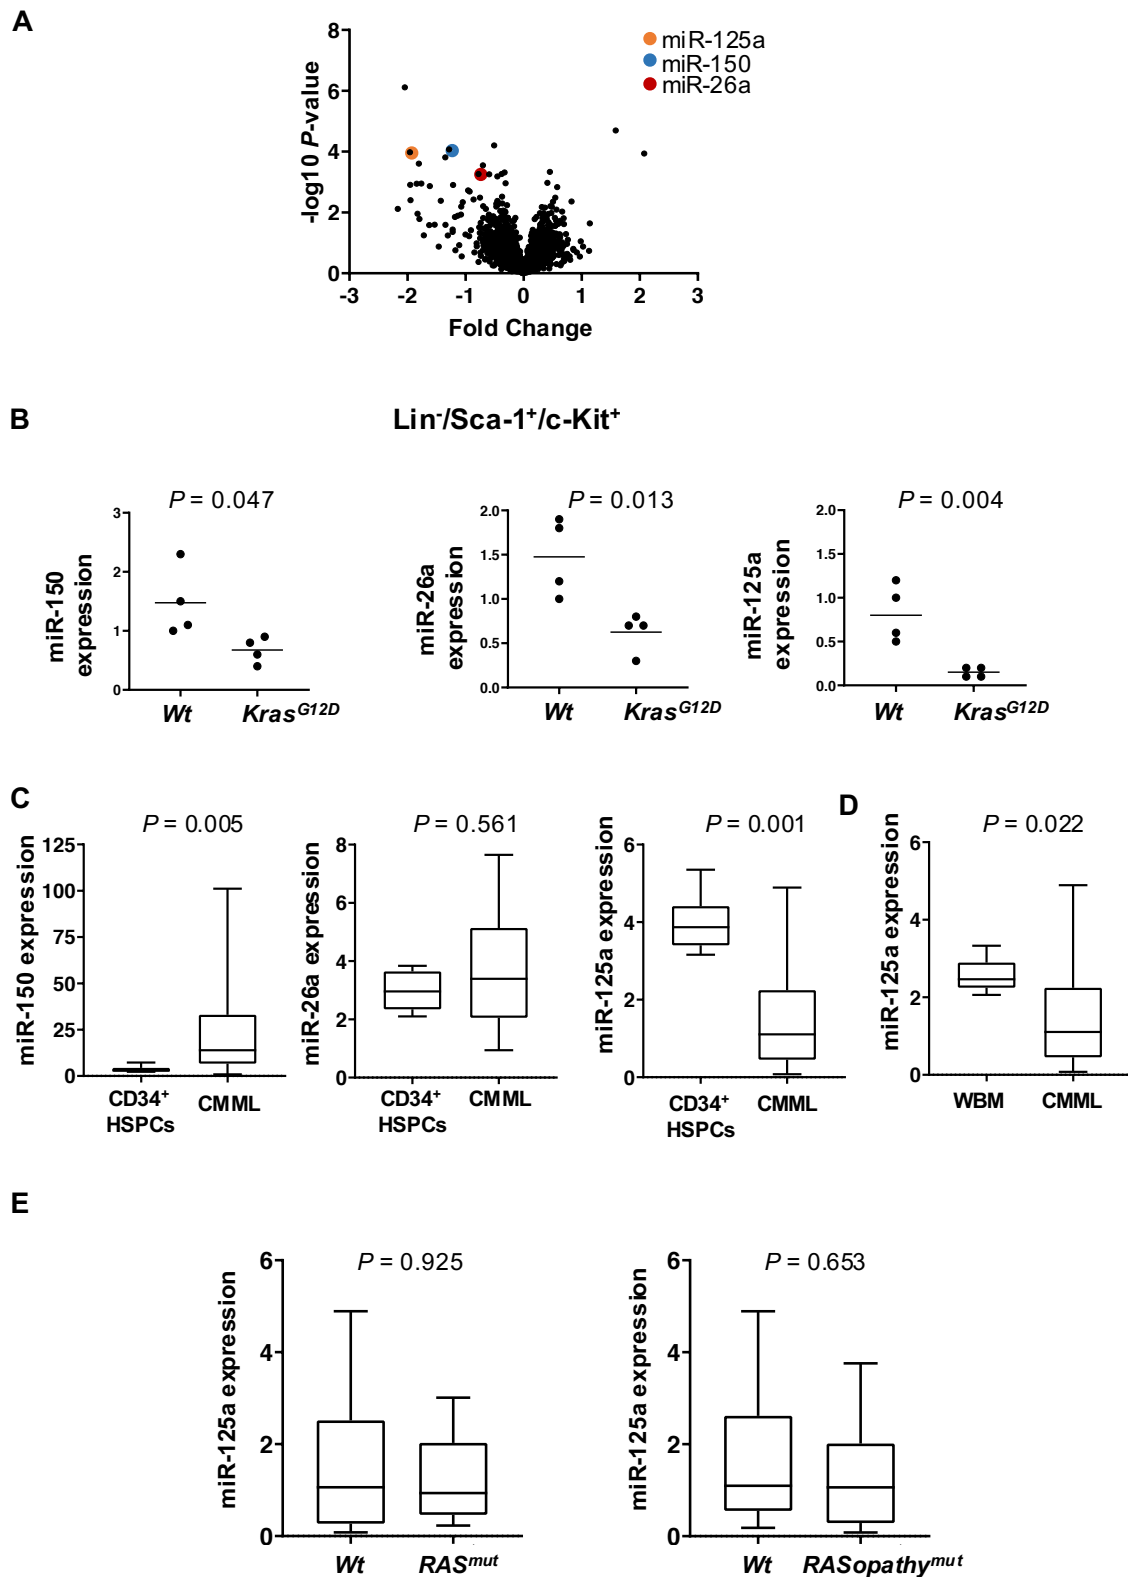 A
8
6
4
2
0
-log10 P-value
-3 -2 -1 0 1 2 3
Fold Change
miR-125a
miR-150
miR-26a
B
Lin-/Sca-1+/c-Kit+
P = 0.047
3
2
1
0
miR-150
expression
Wt KrasG12D
P = 0.013
2.0
1.5
1.0
0.5
0.0
miR-26a
expression
Wt KrasG12D
P = 0.004
2.0
1.5
1.0
0.5
0.0
miR-125a
expression
Wt KrasG12D
C
P = 0.005
125
100
75
50
25
0
miR-150 expression
CD34+
HSPCs
CMML
P = 0.561
8
6
4
2
0
miR-26a expression
CD34+
HSPCs
CMML
P = 0.001
6
4
2
0
miR-125a expression
CD34+
HSPCs
CMML
D
P = 0.022
6
4
2
0
miR-125a expression
WBM CMML
E
P = 0.925
6
4
2
0
miR-125a expression
Wt RASmut
P = 0.653
6
4
2
0
miR-125a expression
Wt RASopathymut